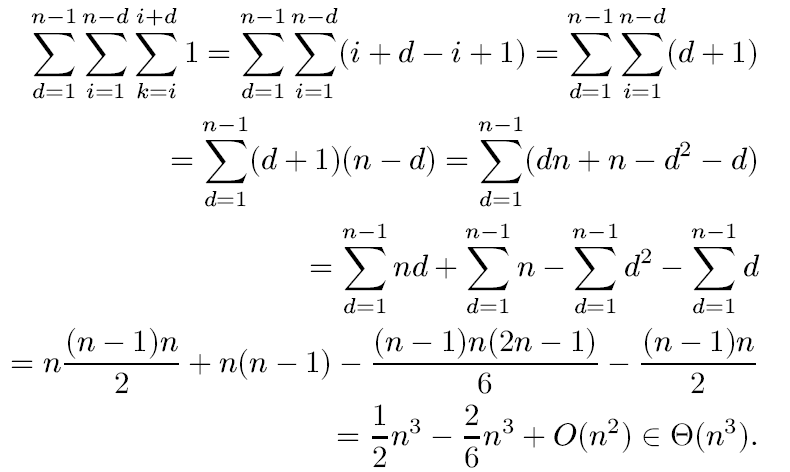 \sum_{d=1}^{n-1} \sum_{i=1}^{n-d} \sum_{k=i}^{i+d} 1 = \sum_{d=1}^{n-1} \sum_{i=1}^{n-d} (i + d - i + 1) = \sum_{d=1}^{n-1} \sum_{i=1}^{n-d} (d + 1)
= \sum_{d=1}^{n-1} (d + 1)(n - d) = \sum_{d=1}^{n-1} (dn + n - d^2 - d)
= \sum_{d=1}^{n-1} nd + \sum_{d=1}^{n-1} n - \sum_{d=1}^{n-1} d^2 - \sum_{d=1}^{n-1} d
= n\frac{(n-1)n}{2} + n(n-1) - \frac{(n-1)n(2n-1)}{6} - \frac{(n-1)n}{2}
= \frac{1}{2}n^3 - \frac{2}{6}n^3 + O(n^2) \in \Theta(n^3).